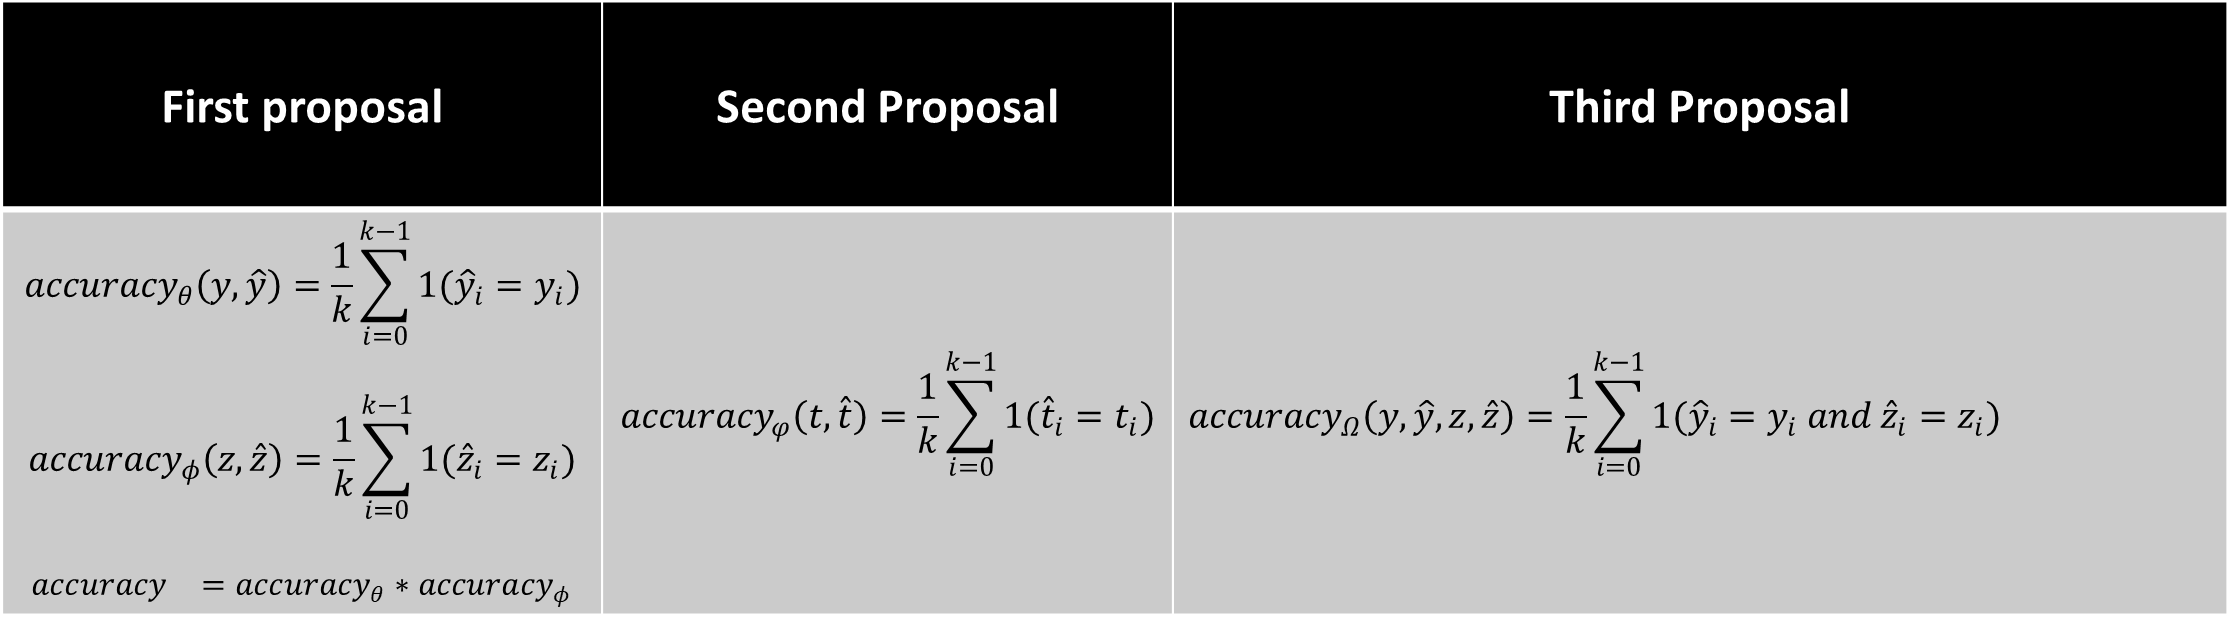 First proposal
Second Proposal
Third Proposal
accuracy_θ(y, ŷ) = 1/k ∑_{i=0}^{k−1} 1(ŷ_i = y_i)
accuracy_ϕ(z, ẑ) = 1/k ∑_{i=0}^{k−1} 1(ẑ_i = z_i)
accuracy = accuracy_θ * accuracy_ϕ
accuracy_φ(t, t̂) = 1/k ∑_{i=0}^{k−1} 1(t̂_i = t_i)
accuracy_Ω(y, ŷ, z, ẑ) = 1/k ∑_{i=0}^{k−1} 1(ŷ_i = y_i and ẑ_i = z_i)